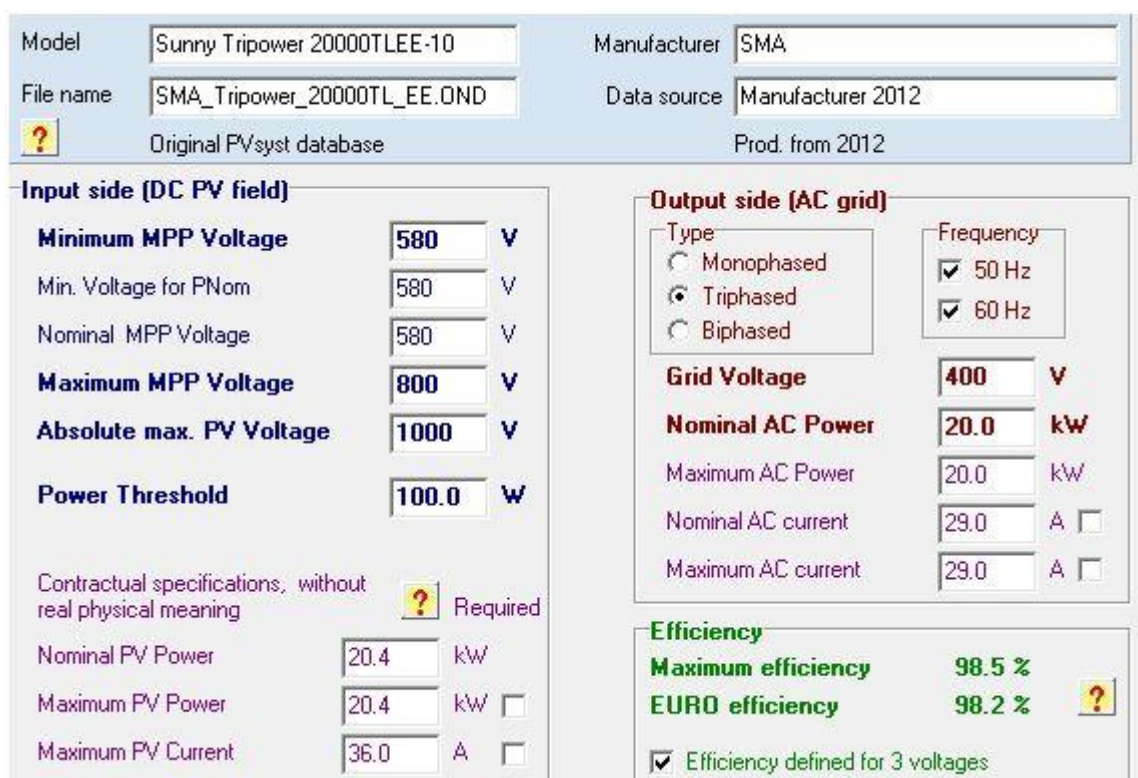 Model Sunny Tripower 20000TLEE-10 Manufacturer SMA
File name SMA_Tripower_20000TL_EE.OND Data source Manufacturer 2012
? Original PVsyst database Prod. from 2012
Input side (DC PV field)
Minimum MPP Voltage 580 V
Min. Voltage for PNom 580 V
Nominal MPP Voltage 580 V
Maximum MPP Voltage 800 V
Absolute max. PV Voltage 1000 V
Power Threshold 100.0 W
Contractual specifications, without
real physical meaning ? Required
Nominal PV Power 20.4 kW
Maximum PV Power 20.4 kW
Maximum PV Current 36.0 A
Output side (AC grid)
Type
Monophased
Triphased
Biphased
Frequency
50 Hz
60 Hz
Grid Voltage 400 V
Nominal AC Power 20.0 kW
Maximum AC Power 20.0 kW
Nominal AC current 29.0 A
Maximum AC current 29.0 A
Efficiency
Maximum efficiency 98.5 %
EURO efficiency 98.2 %
?
Efficiency defined for 3 voltages